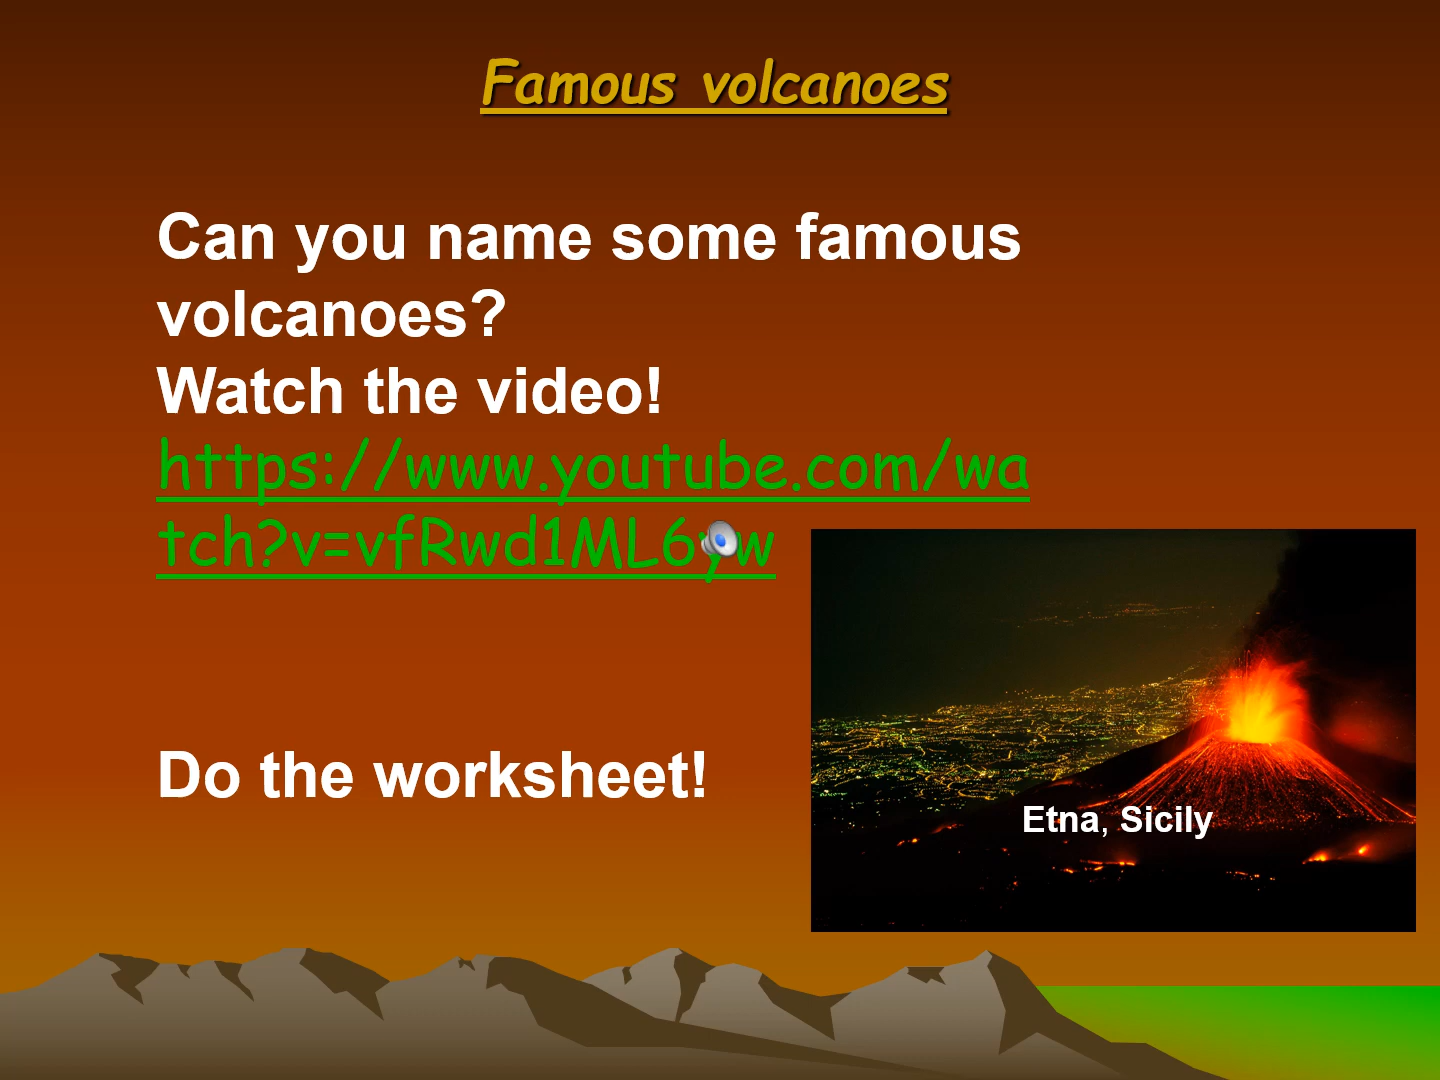 Famous volcanoes
Can you name some famous
volcanoes?
Watch the video!
https://www.youtube.com/wa
tch?v=vfRwd1ML6yw
Do the worksheet!
Etna, Sicily